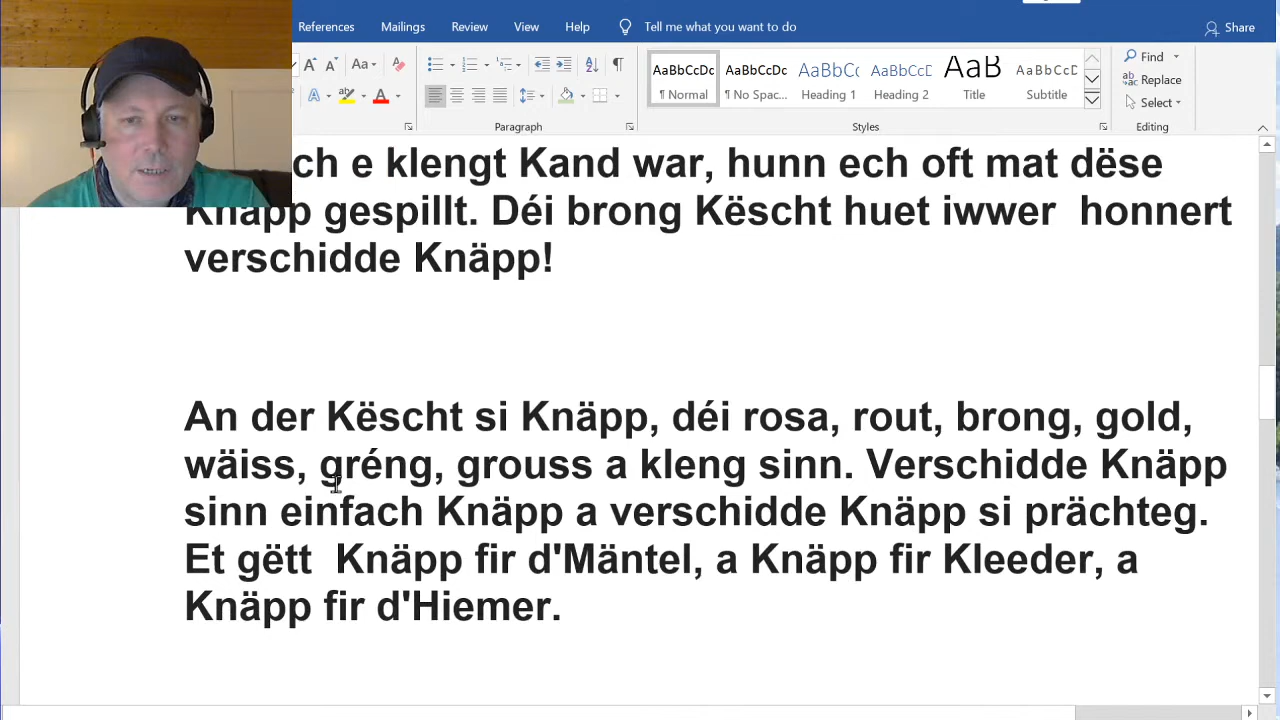 References Mailings Review View Help Tell me what you want to do Share
Aa AaBbCcDc AaBbCcDc AaBbCc AaBbCcD AaB AaBbCcD Find
Replace
A A ¶ Normal ¶ No Spac... Heading 1 Heading 2 Title Subtitle Select
Paragraph Styles Editing
ch e klengt Kand war, hunn ech oft mat dëse
Knäpp gespillt. Déi brong Këscht huet iwwer honnert
verschidde Knäpp!
An der Këscht si Knäpp, déi rosa, rout, brong, gold,
wäiss, gréng, grouss a kleng sinn. Verschidde Knäpp
sinn einfach Knäpp a verschidde Knäpp si prächteg.
Et gëtt Knäpp fir d'Mäntel, a Knäpp fir Kleeder, a
Knäpp fir d'Hiemer.